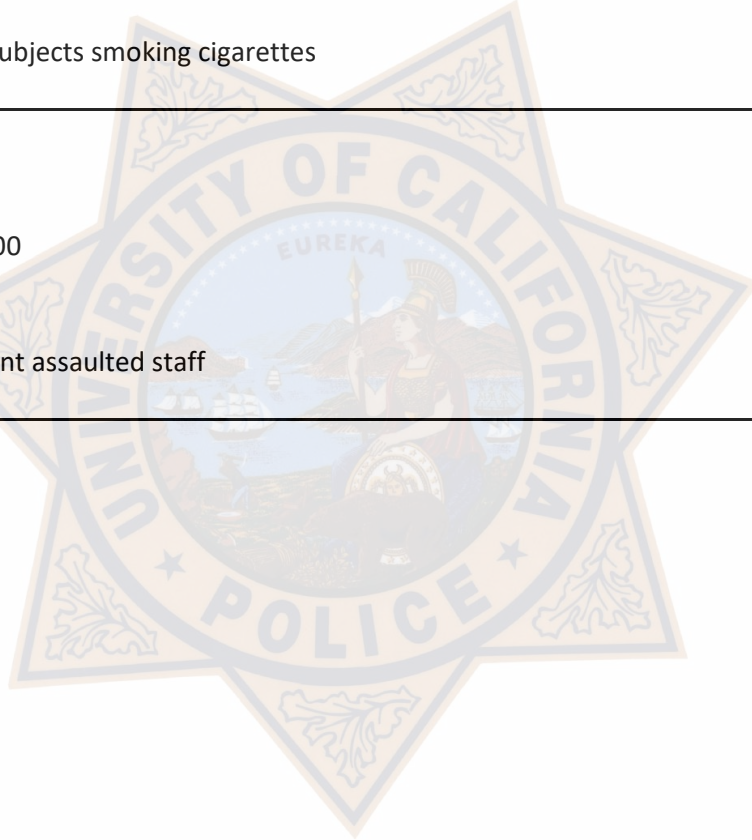 ubjects smoking cigarettes
UNIVERSITY OF CALIFORNIA
EUREKA
00
nt assaulted staff
POLICE